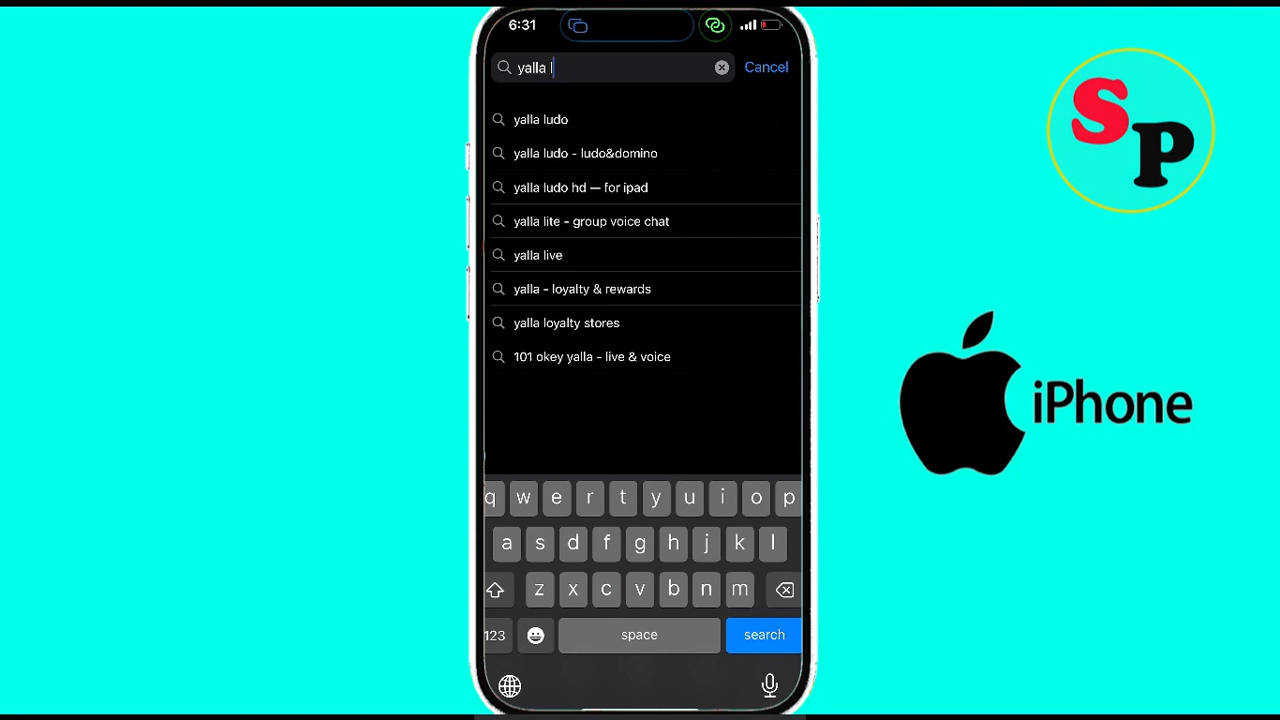 6:31
yalla l
Cancel
yalla ludo
yalla ludo - ludo&domino
yalla ludo hd — for ipad
yalla lite - group voice chat
yalla live
yalla - loyalty & rewards
yalla loyalty stores
101 okey yalla - live & voice
q w e r t y u i o p
a s d f g h j k l
z x c v b n m
123 space search
SP
iPhone